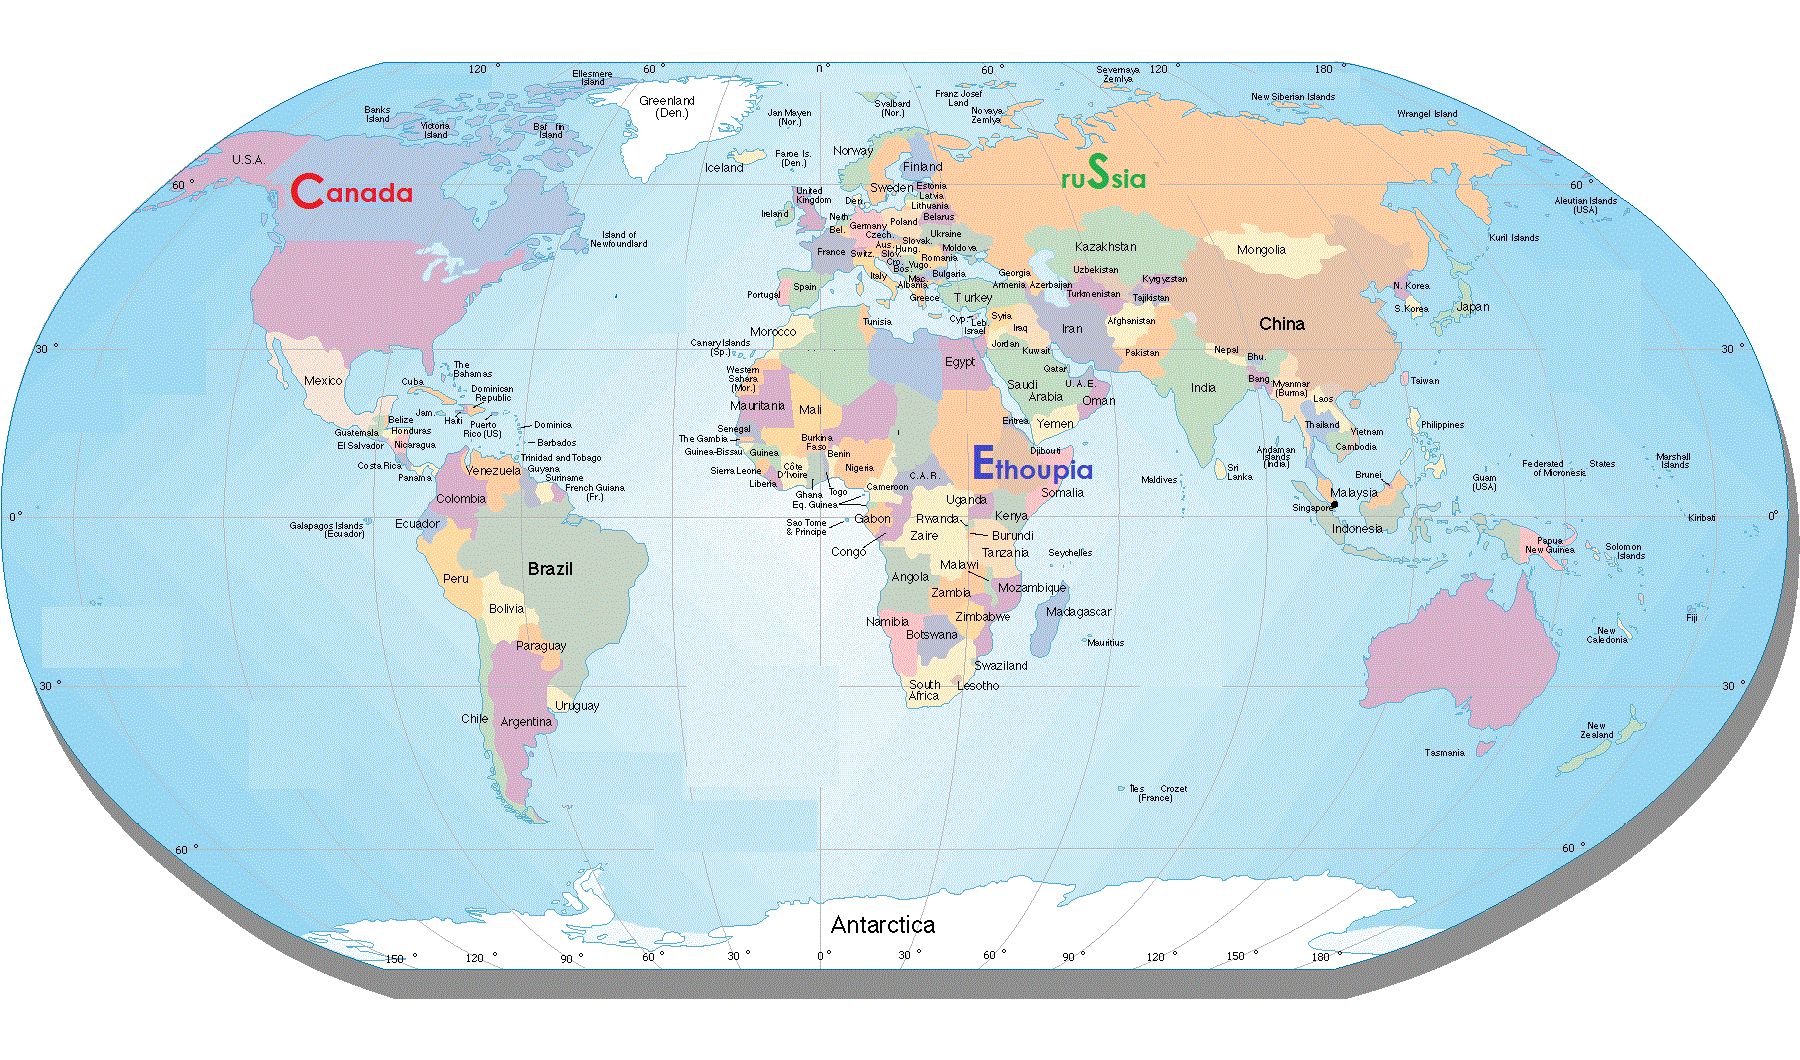 120 °
60 °
0 °
60 °
120 °
180 °
Ellesmere
Island
Severnaya
Zemlya
Greenland
(Den.)
Banks
Island
Victoria
Island
Baf fin
Island
Jan Mayen
(Nor.)
Svalbard
(Nor.)
Franz Josef
Land
Novaya
Zemlya
New Siberian Islands
Wrangel Island
U.S.A.
60 °
Canada
Iceland
Faroe Is.
(Den.)
Norway
Finland
Sweden
Estonia
Latvia
Lithuania
Belarus
ruSsia
60 °
Aleutian Islands
(USA)
Kuril Islands
Island of
Newfoundland
United
Kingdom
Ireland
Den.
Neth.
Bel.
Germany
Poland
Czech.
Slovak.
Ukraine
Moldova
France
Switz.
Aus.
Hung.
Slov.
Romania
Cro.
Yugo.
Bos.
Bulgaria
Italy
Mac.
Albania
Greece
Portugal
Spain
Turkey
Georgia
Armenia
Azerbaijan
Kazakhstan
Uzbekistan
Kyrgyzstan
Turkmenistan
Tajikistan
Mongolia
China
N. Korea
S.Korea
Japan
30 °
Morocco
Canary Islands
(Sp.)
Tunisia
Cyp.
Leb.
Israel
Syria
Iraq
Iran
Jordan
Kuwait
Afghanistan
Pakistan
Nepal
Bhu.
30 °
Mexico
Cuba
The
Bahamas
Dominican
Republic
Jam.
Haiti
Puerto
Rico (US)
Belize
Guatemala
Honduras
El Salvador
Nicaragua
Costa Rica
Panama
Dominica
Barbados
Trinidad and Tobago
Western
Sahara
(Mor.)
Mauritania
Mali
Egypt
Saudi
Arabia
Qatar
U.A.E.
Oman
Yemen
Eritrea
Djibouti
India
Bang.
Myanmar
(Burma)
Laos
Thailand
Vietnam
Cambodia
Taiwan
Philippines
Senegal
The Gambia
Guinea-Bissau
Guinea
Sierra Leone
Liberia
Côte
D'Ivoire
Burkina
Faso
Benin
Ghana
Togo
Nigeria
Cameroon
Eq. Guinea
C.A.R.
Ethoupia
Somalia
Maldives
Sri
Lanka
Andaman
Islands
(India)
Brunei
Malaysia
Singapore
Indonesia
Guam
(USA)
Federated States
of Micronesia
Marshall
Islands
Kiribati
Venezuela
Guyana
Suriname
French Guiana
(Fr.)
Colombia
0°
Galapagos Islands
(Ecuador)
Ecuador
Sao Tome
& Principe
Gabon
Congo
Uganda
Rwanda
Zaire
Kenya
Burundi
Tanzania
Seychelles
0°
Papua
New Guinea
Solomon
Islands
Peru
Brazil
Bolivia
Paraguay
Angola
Malawi
Zambia
Mozambique
Zimbabwe
Madagascar
Mauritius
Namibia
Botswana
Swaziland
South
Africa
Lesotho
New
Caledonia
Fiji
30 °
Chile
Argentina
Uruguay
30 °
New
Zealand
Tasmania
Îles Crozet
(France)
60 °
60 °
Antarctica
150 °
120 °
90 °
60 °
30 °
0 °
30 °
60 °
90 °
120 °
150 °
180 °